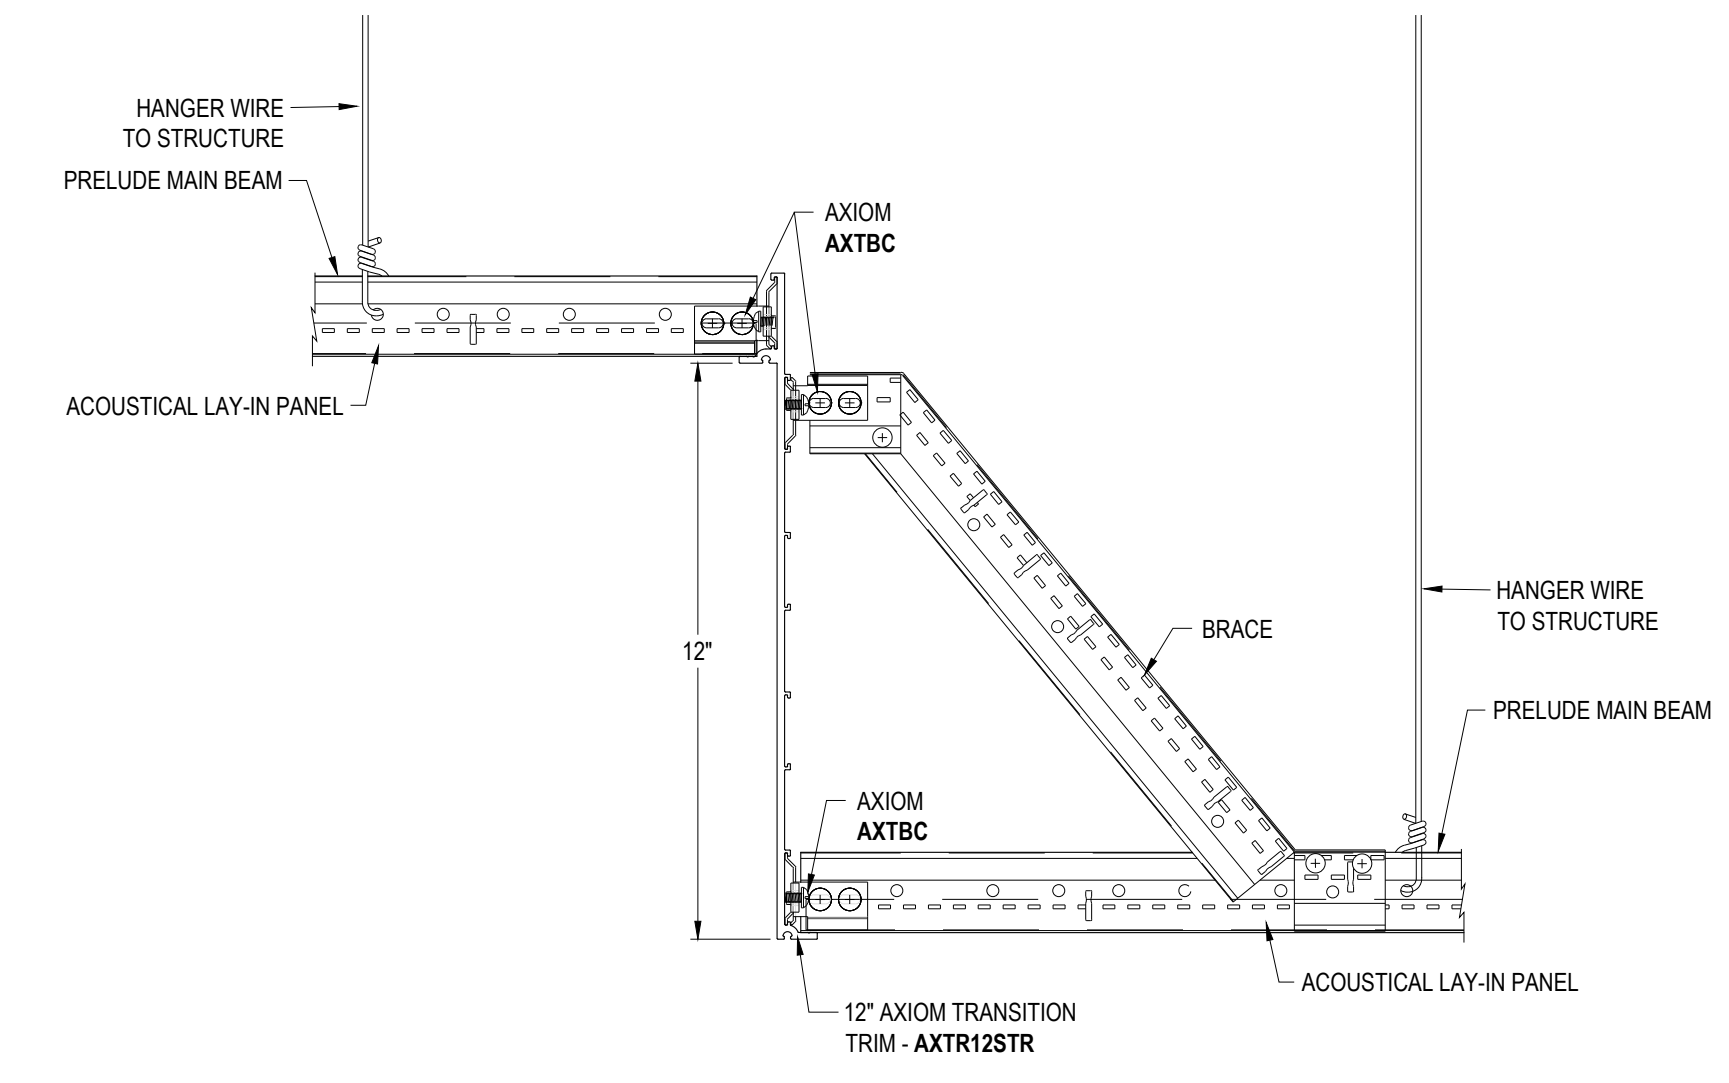 HANGER WIRE
TO STRUCTURE
PRELUDE MAIN BEAM
AXIOM
AXTBC
ACOUSTICAL LAY-IN PANEL
HANGER WIRE
TO STRUCTURE
BRACE
12"
PRELUDE MAIN BEAM
AXIOM
AXTBC
ACOUSTICAL LAY-IN PANEL
12" AXIOM TRANSITION
TRIM - AXTR12STR